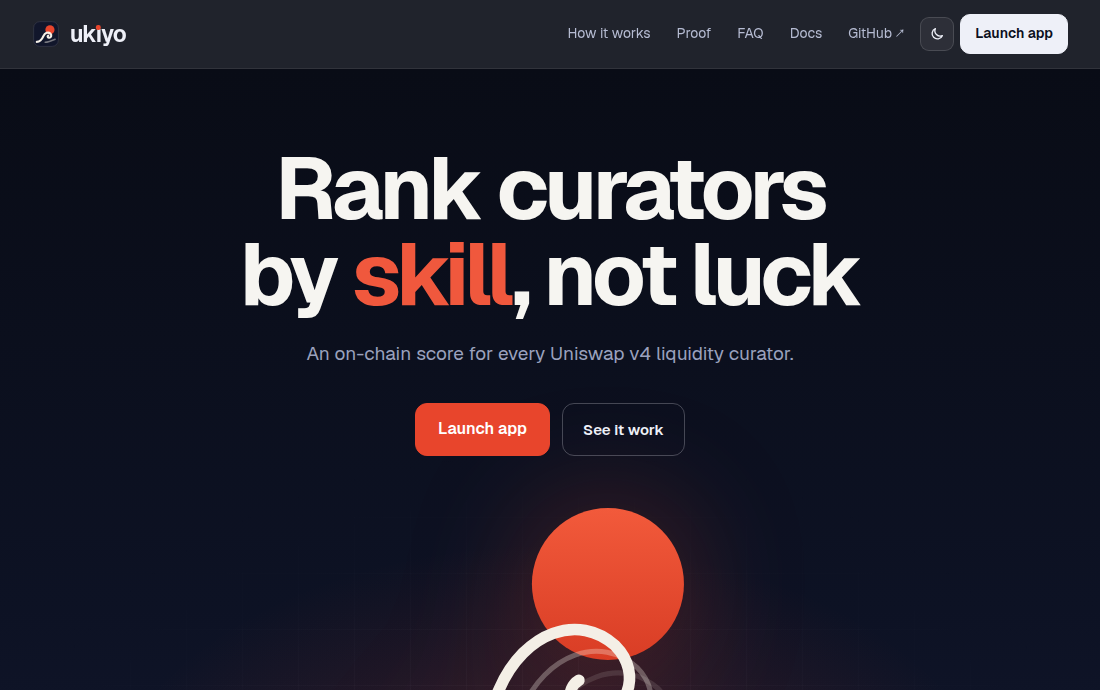 ukiyo
How it works
Proof
FAQ
Docs
GitHub ↗
Launch app
Rank curators
by skill, not luck
An on-chain score for every Uniswap v4 liquidity curator.
Launch app
See it work